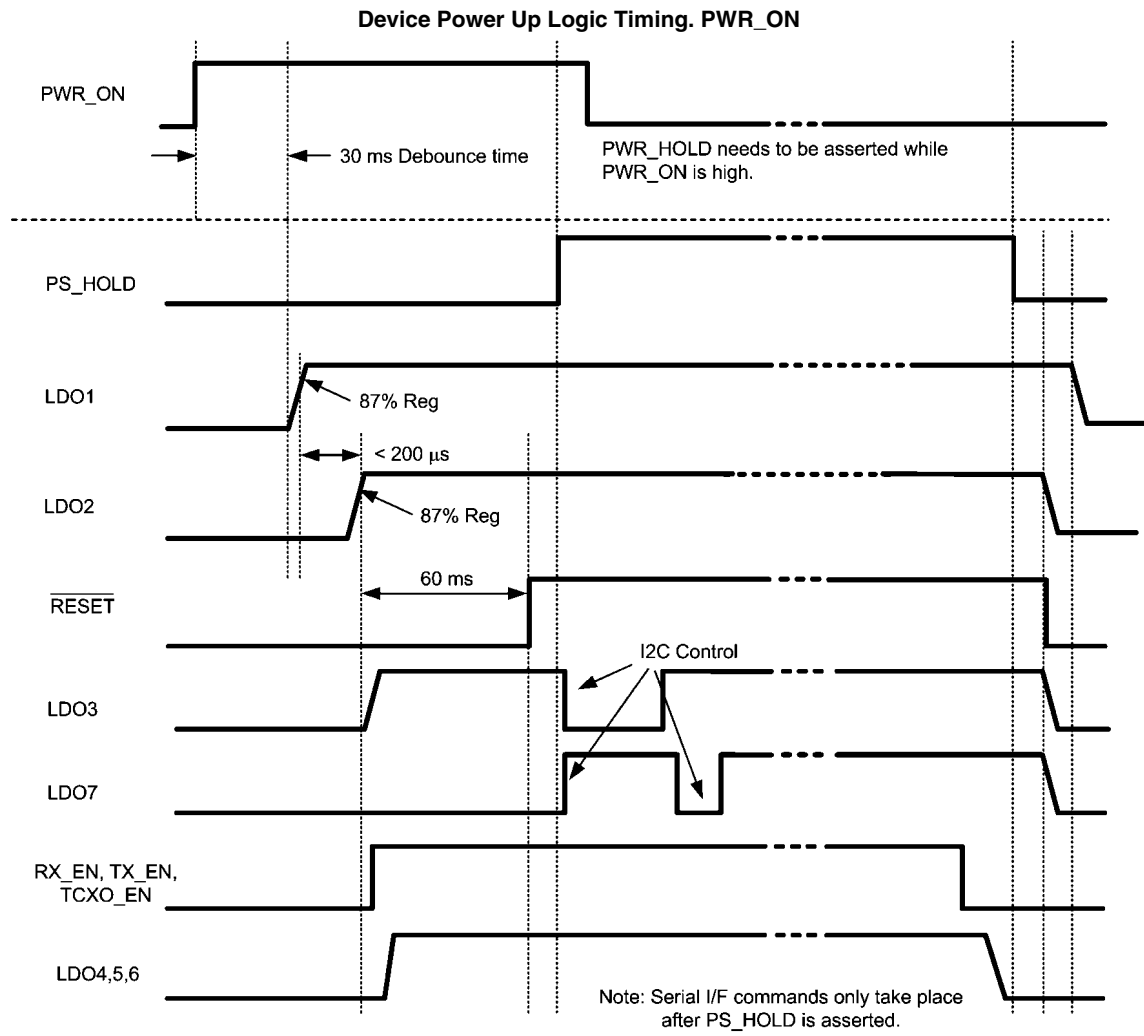 Device Power Up Logic Timing. PWR_ON
PWR_ON
30 ms Debounce time
PWR_HOLD needs to be asserted while
PWR_ON is high.
PS_HOLD
LDO1
87% Reg
< 200 µs
LDO2
87% Reg
60 ms
RESET
I2C Control
LDO3
LDO7
RX_EN, TX_EN,
TCXO_EN
LDO4,5,6
Note: Serial I/F commands only take place
after PS_HOLD is asserted.